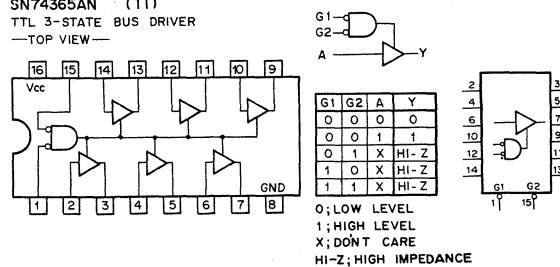 SN74365AN (TI)
TTL 3-STATE BUS DRIVER
—TOP VIEW—
16 15 14 13 12 11 10 9
Vcc
GND
1 2 3 4 5 6 7 8
G1
G2
A Y
G1 G2 A Y
0 0 0 0
0 0 1 1
0 1 X HI-Z
1 0 X HI-Z
1 1 X HI-Z
0; LOW LEVEL
1; HIGH LEVEL
X; DON'T CARE
HI-Z; HIGH IMPEDANCE
2 3
4 5
6 7
10 9
12 11
14 13
G1 G2
1 15